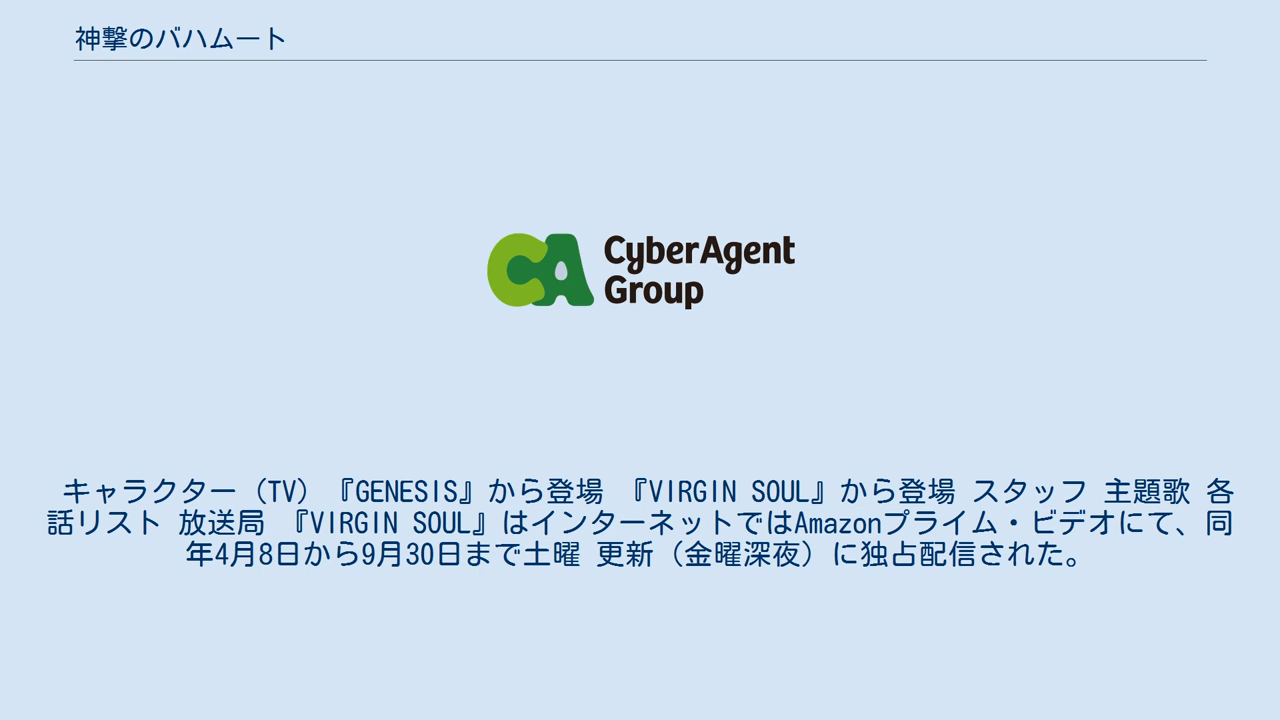 神撃のバハムート
CyberAgent
Group
キャラクター（TV）『GENESIS』から登場 『VIRGIN SOUL』から登場 スタッフ 主題歌 各
話リスト 放送局 『VIRGIN SOUL』はインターネットではAmazonプライム・ビデオにて、同
年4月8日から9月30日まで土曜 更新（金曜深夜）に独占配信された。